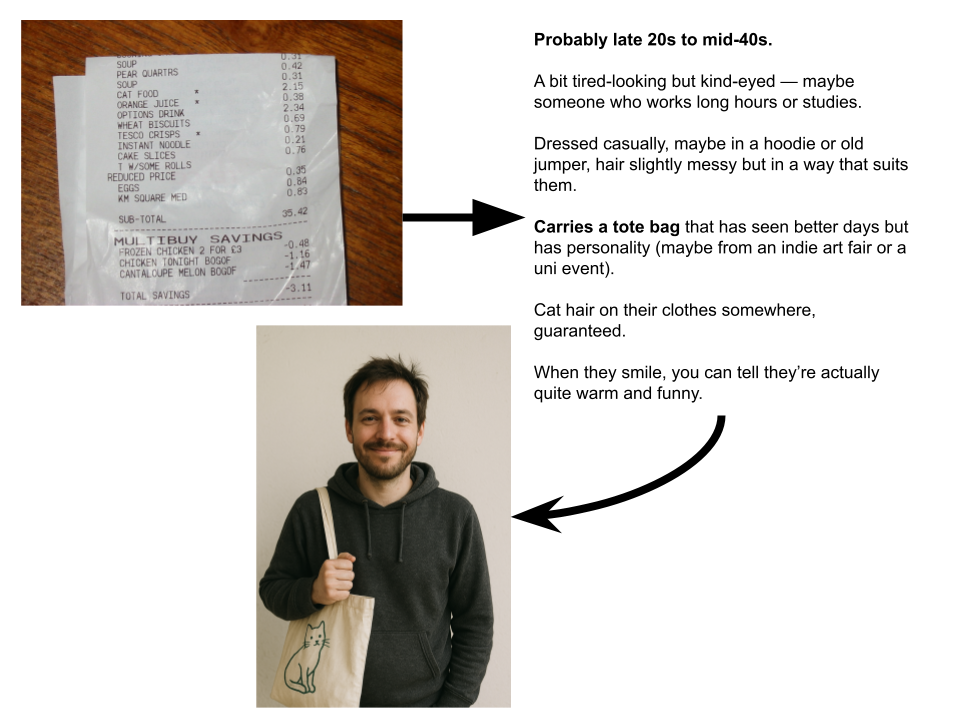 0.31
SOUP 0.42
PEAR QUARTRS 0.31
SOUP 2.15
CAT FOOD * 0.38
ORANGE JUICE * 2.34
OPTIONS DRINK 0.69
WHEAT BISCUITS 0.79
TESCO CRISPS * 0.21
INSTANT NOODLE 0.76
CAKE SLICES
T W/SOME ROLLS 0.35
REDUCED PRICE 0.84
EGGS 0.83
KM SQUARE MED
SUB-TOTAL 35.42
MULTIBUY SAVINGS
FROZEN CHICKEN 2 FOR £3 -0.48
CHICKEN TONIGHT BOGOF -1.16
CANTALOUPE MELON BOGOF -1.47
TOTAL SAVINGS -3.11
Probably late 20s to mid-40s.
A bit tired-looking but kind-eyed — maybe
someone who works long hours or studies.
Dressed casually, maybe in a hoodie or old
jumper, hair slightly messy but in a way that suits
them.
Carries a tote bag that has seen better days but
has personality (maybe from an indie art fair or a
uni event).
Cat hair on their clothes somewhere,
guaranteed.
When they smile, you can tell they’re actually
quite warm and funny.